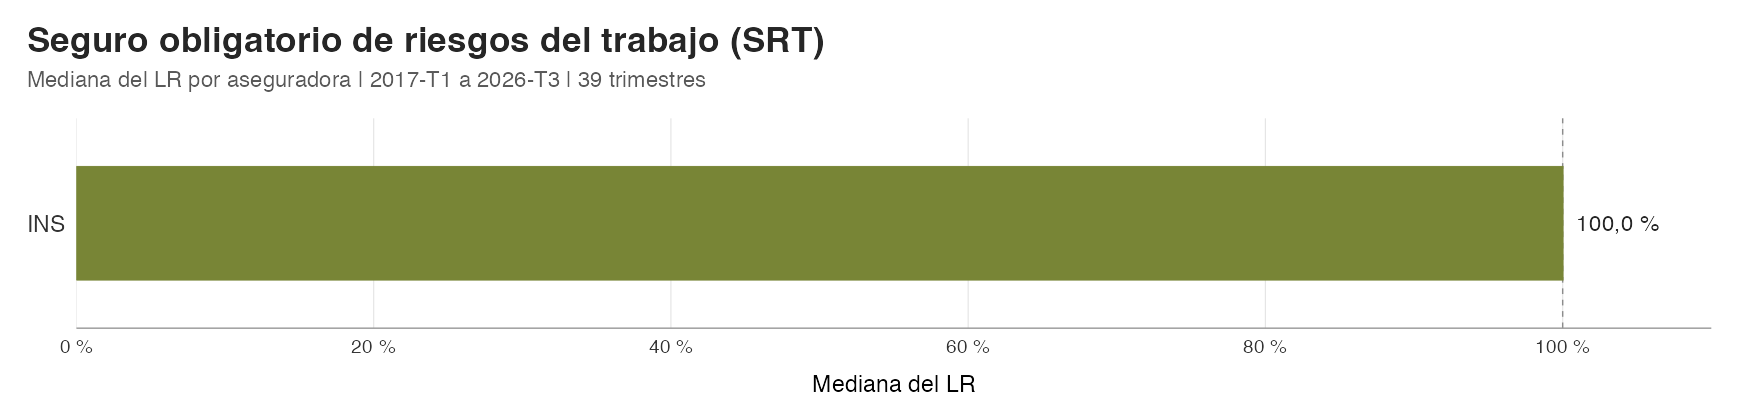 Seguro obligatorio de riesgos del trabajo (SRT)
Mediana del LR por aseguradora | 2017-T1 a 2026-T3 | 39 trimestres
INS
100,0 %
0 %
20 %
40 %
60 %
80 %
100 %
Mediana del LR